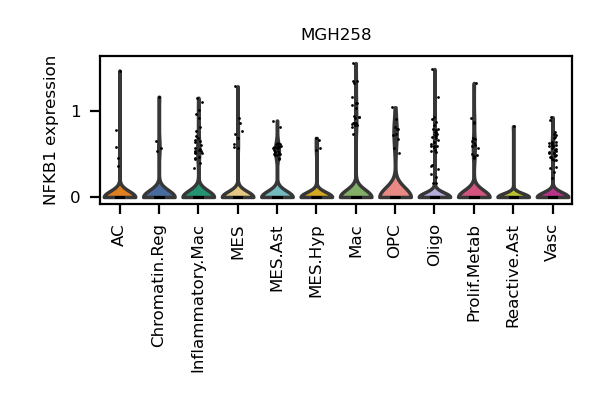 MGH258
NFKB1 expression
1
0
AC
Chromatin.Reg
Inflammatory.Mac
MES
MES.Ast
MES.Hyp
Mac
OPC
Oligo
Prolif.Metab
Reactive.Ast
Vasc